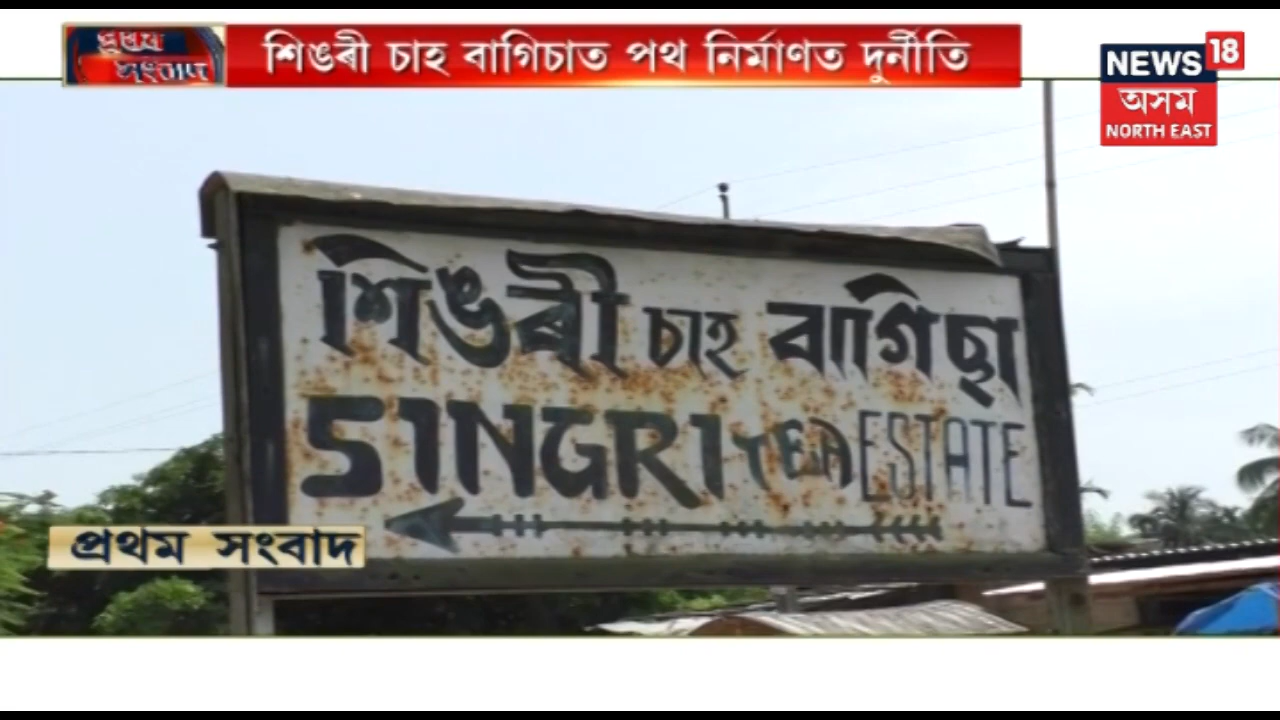 প্ৰথম
সংবাদ
শিঙৰী চাহ বাগিচাত পথ নিৰ্মাণত দুৰ্নীতি
NEWS 18
অসম
NORTH EAST
শিঙৰী চাহ বাগিছা
SINGRI TEA ESTATE
প্ৰথম সংবাদ